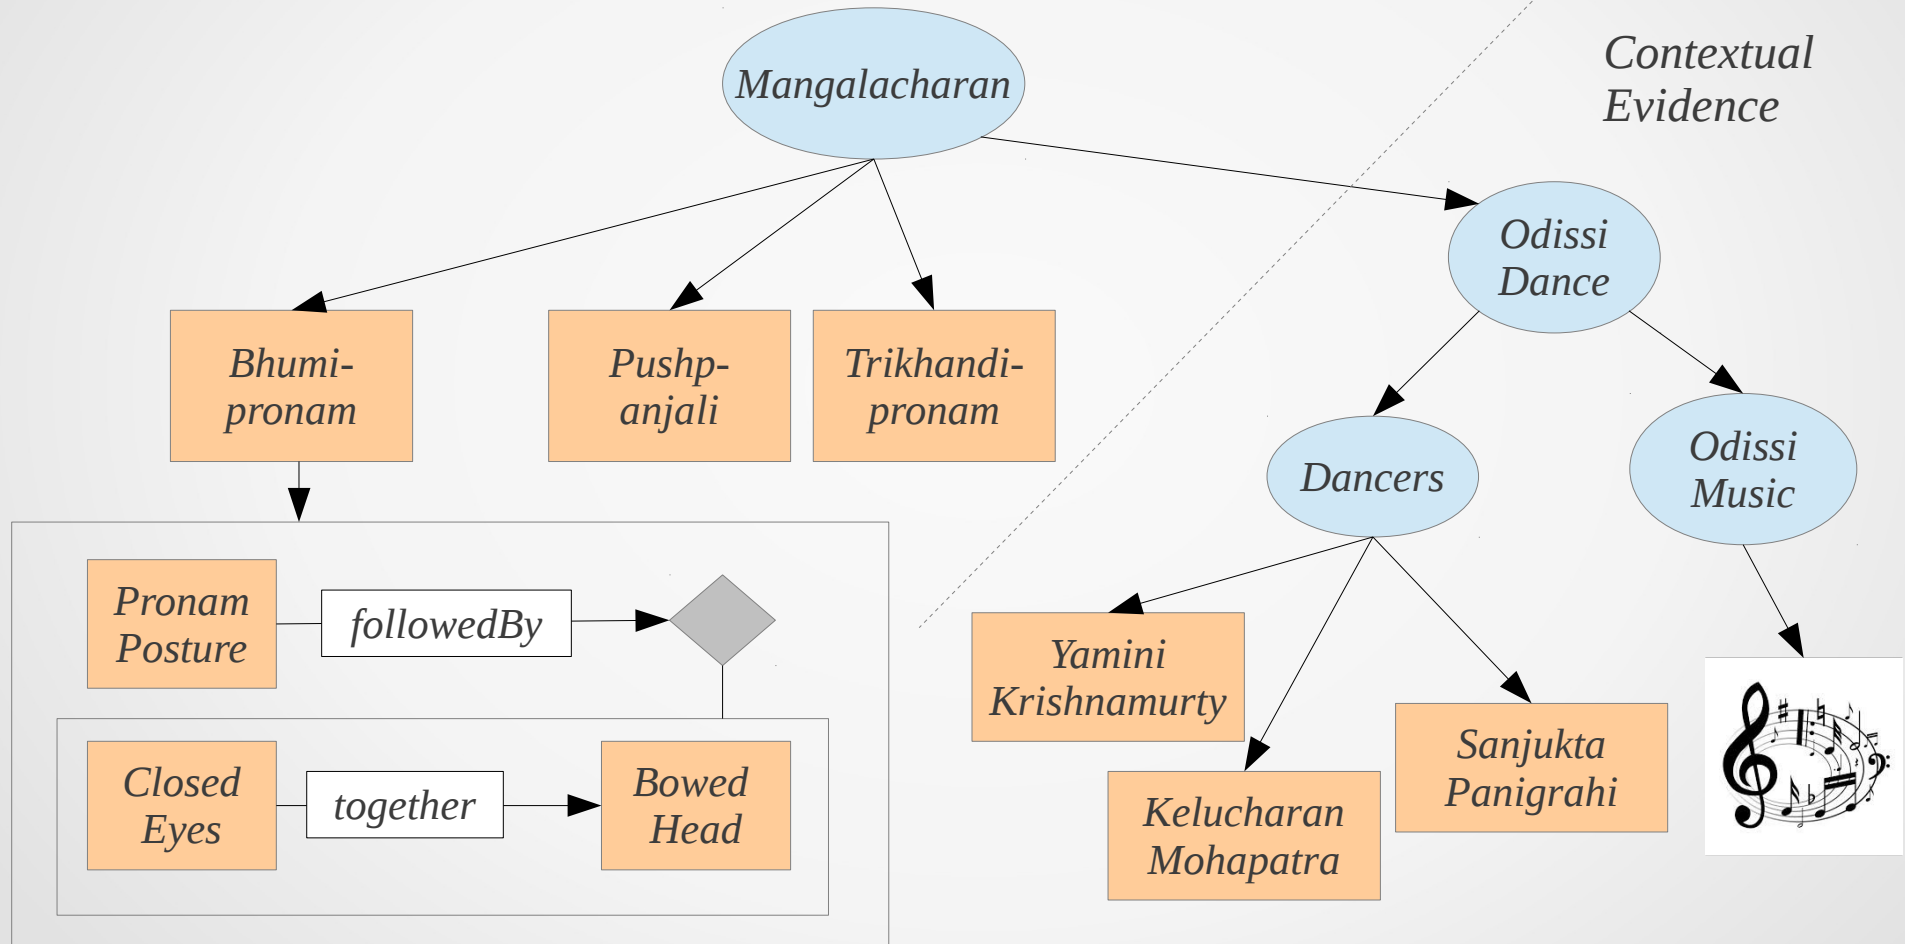 Mangalacharan
Contextual
Evidence
Odissi
Dance
Bhumi-
pronam
Pushp-
anjali
Trikhandi-
pronam
Dancers
Odissi
Music
Pronam
Posture
followedBy
Yamini
Krishnamurty
Sanjukta
Panigrahi
Closed
Eyes
together
Bowed
Head
Kelucharan
Mohapatra